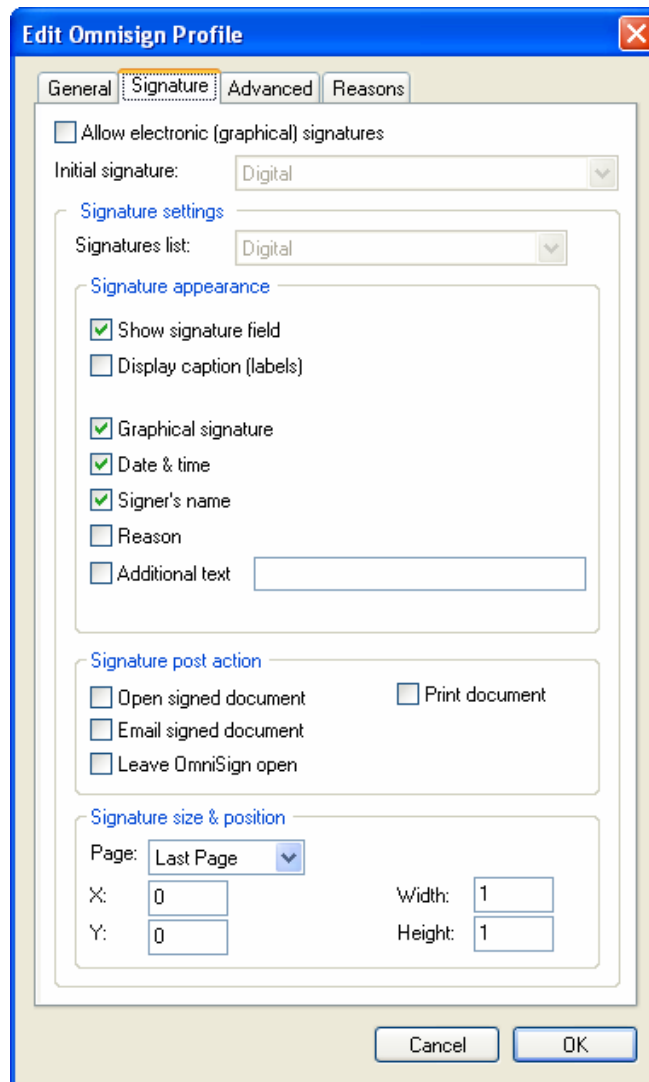 Edit Omnisign Profile
General Signature Advanced Reasons
Allow electronic (graphical) signatures
Initial signature: Digital
Signature settings
Signatures list: Digital
Signature appearance
Show signature field
Display caption (labels)
Graphical signature
Date & time
Signer's name
Reason
Additional text
Signature post action
Open signed document Print document
Email signed document
Leave OmniSign open
Signature size & position
Page: Last Page
X: 0 Width: 1
Y: 0 Height: 1
Cancel OK